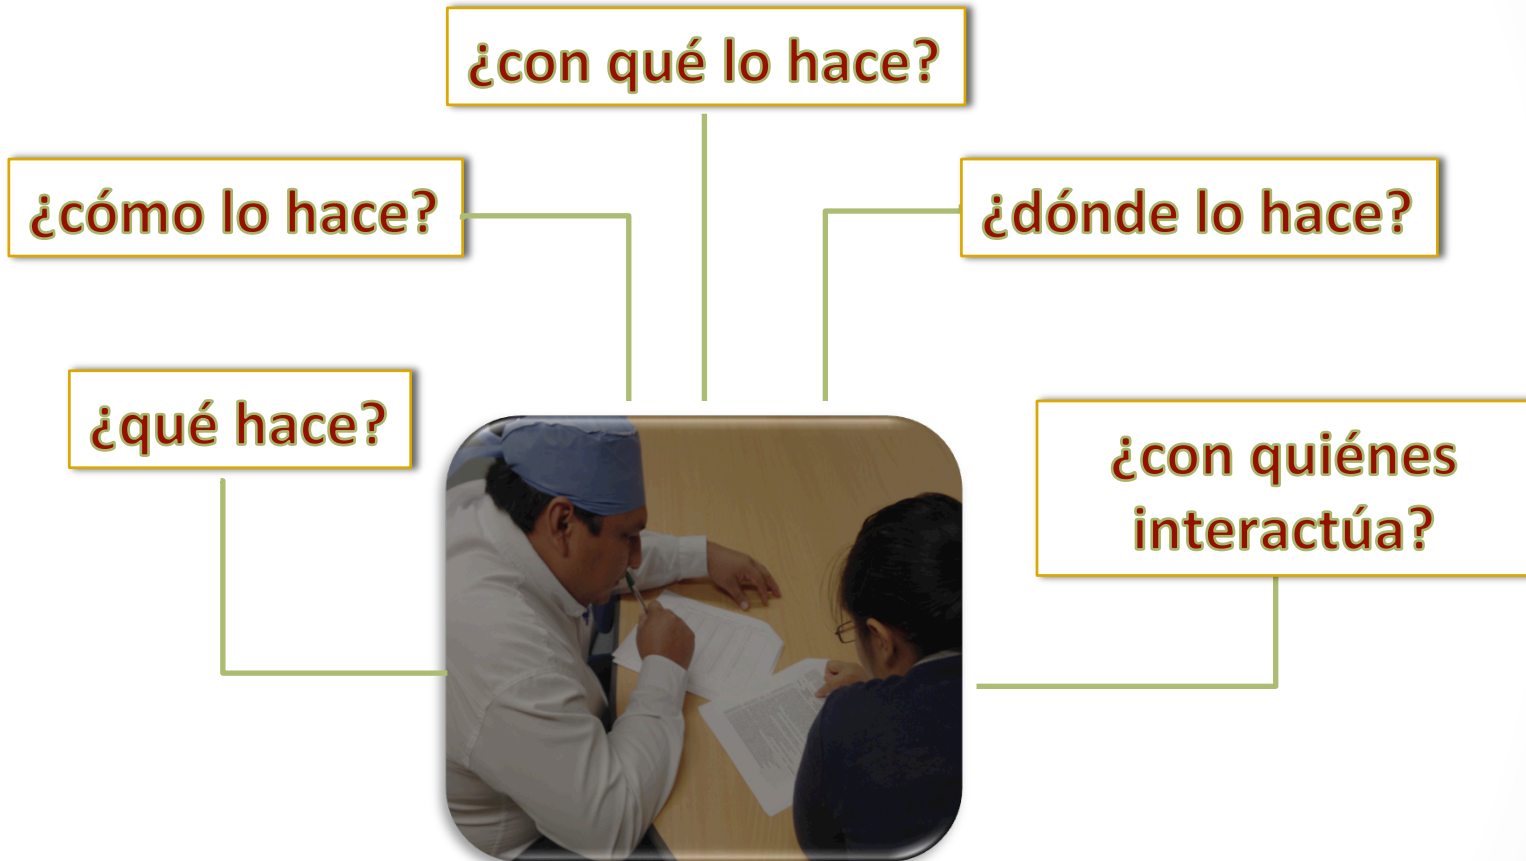 ¿con qué lo hace?
¿cómo lo hace?
¿dónde lo hace?
¿qué hace?
¿con quiénes
interactúa?